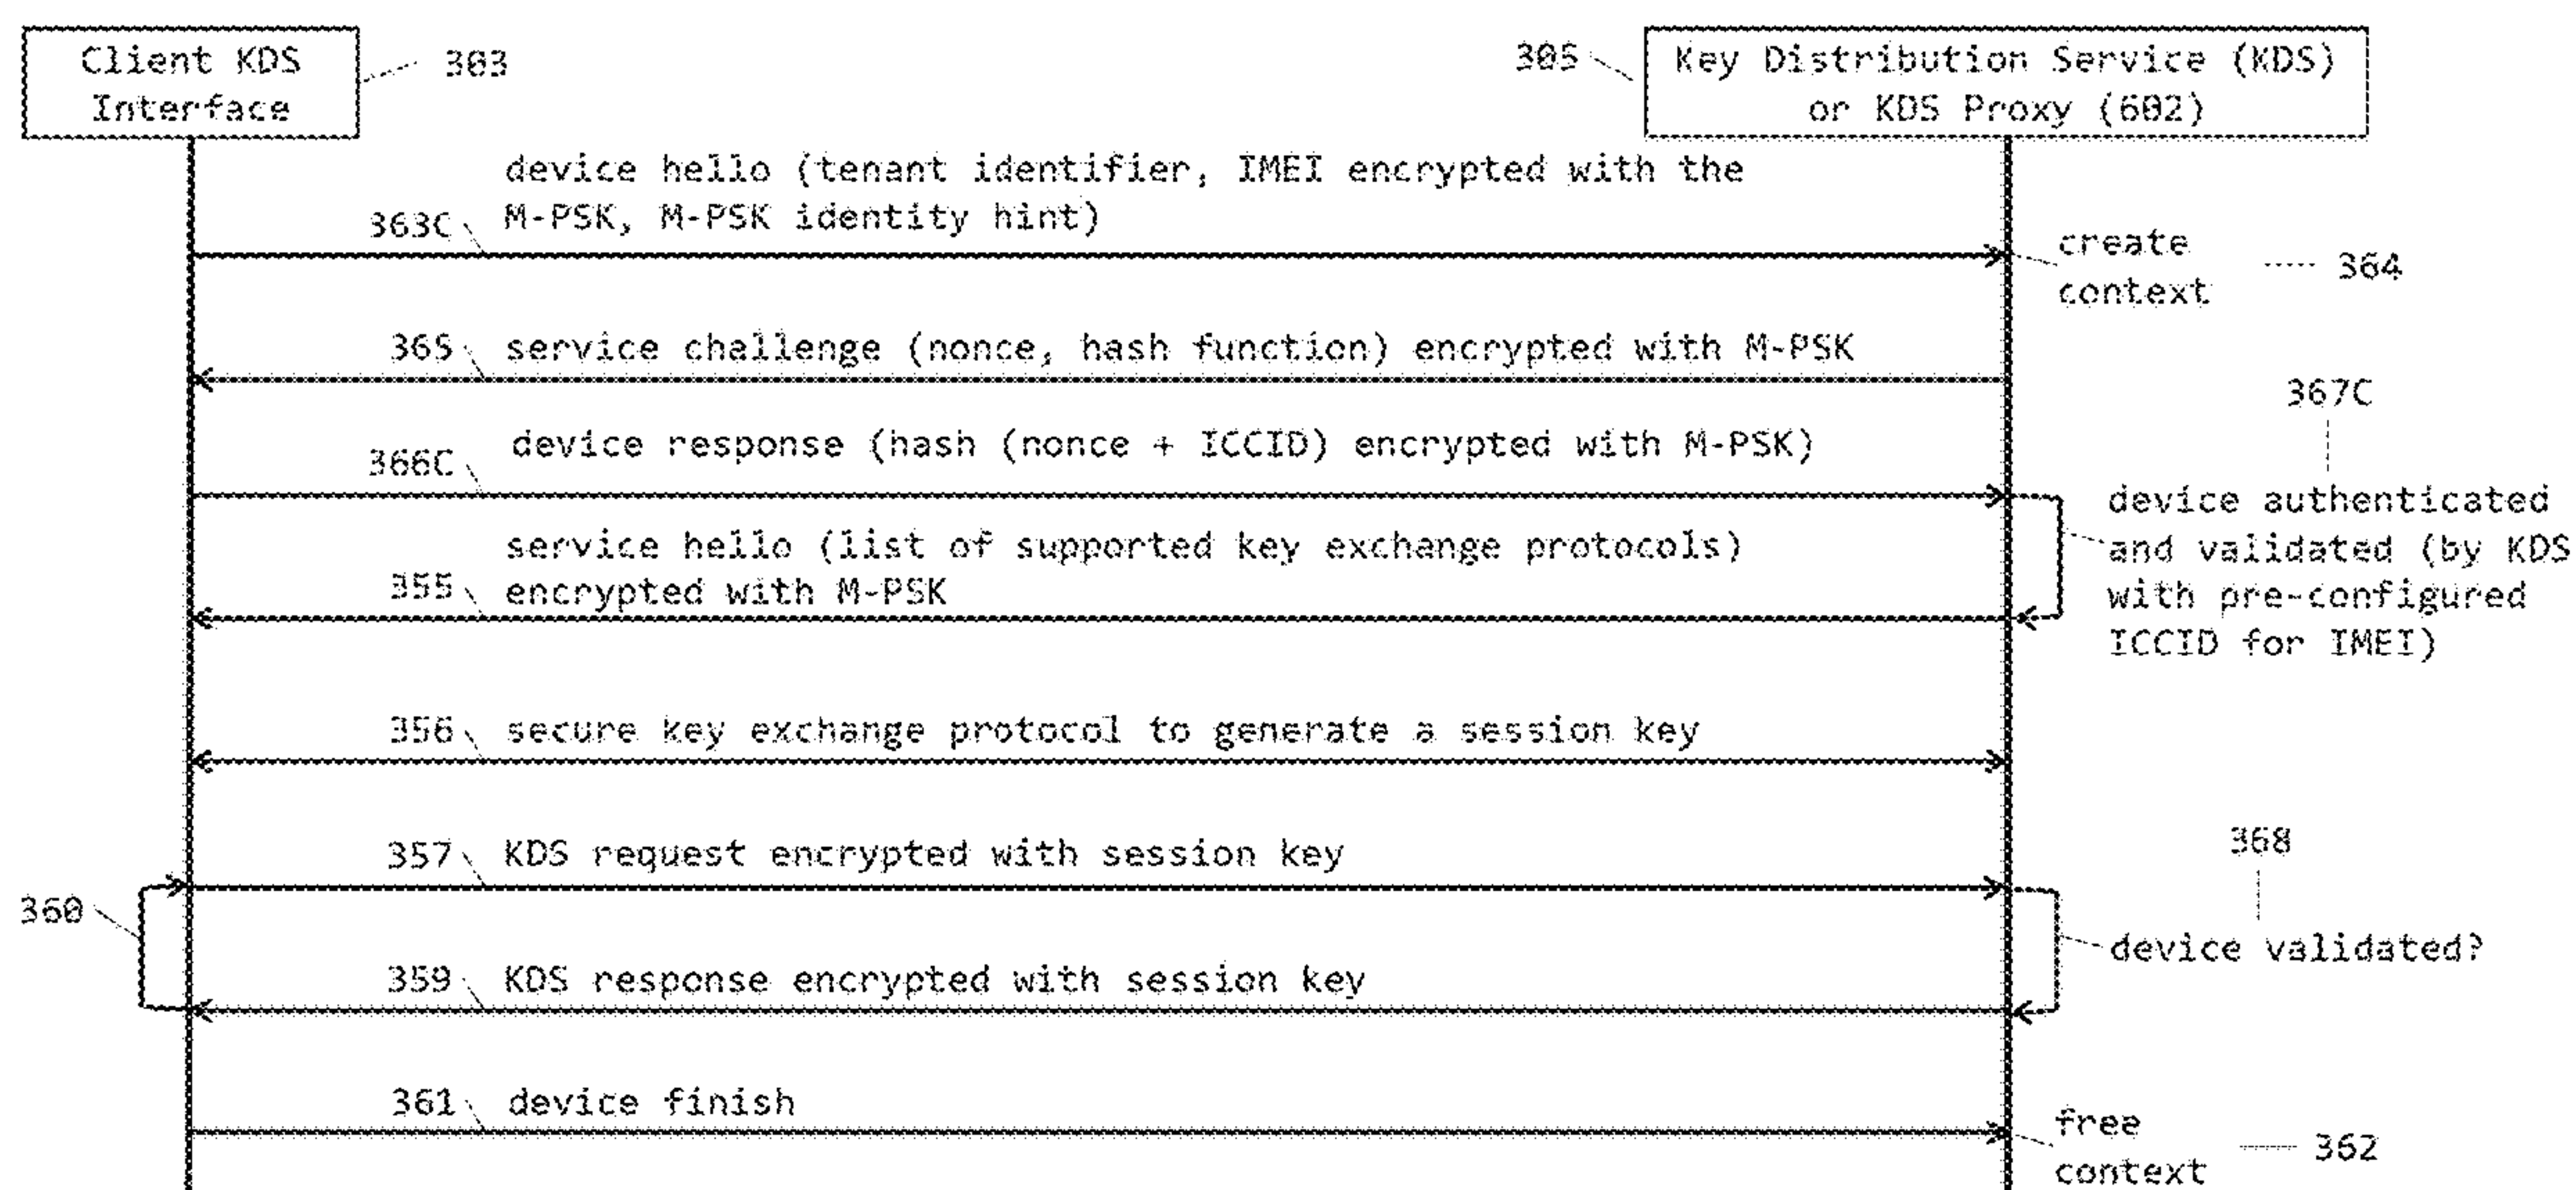 Client KDS
Interface
303
305
Key Distribution Service (KDS)
or KDS Proxy (602)
device hello (tenant identifier, IMEI encrypted with the
M-PSK, M-PSK identity hint)
363C
create
context
364
365
service challenge (nonce, hash function) encrypted with M-PSK
367C
366C
device response (hash (nonce + ICCID) encrypted with M-PSK)
device authenticated
and validated (by KDS
with pre-configured
ICCID for IMEI)
service hello (list of supported key exchange protocols)
encrypted with M-PSK
355
356
secure key exchange protocol to generate a session key
357
KDS request encrypted with session key
368
360
device validated?
359
KDS response encrypted with session key
361
device finish
free
context
362